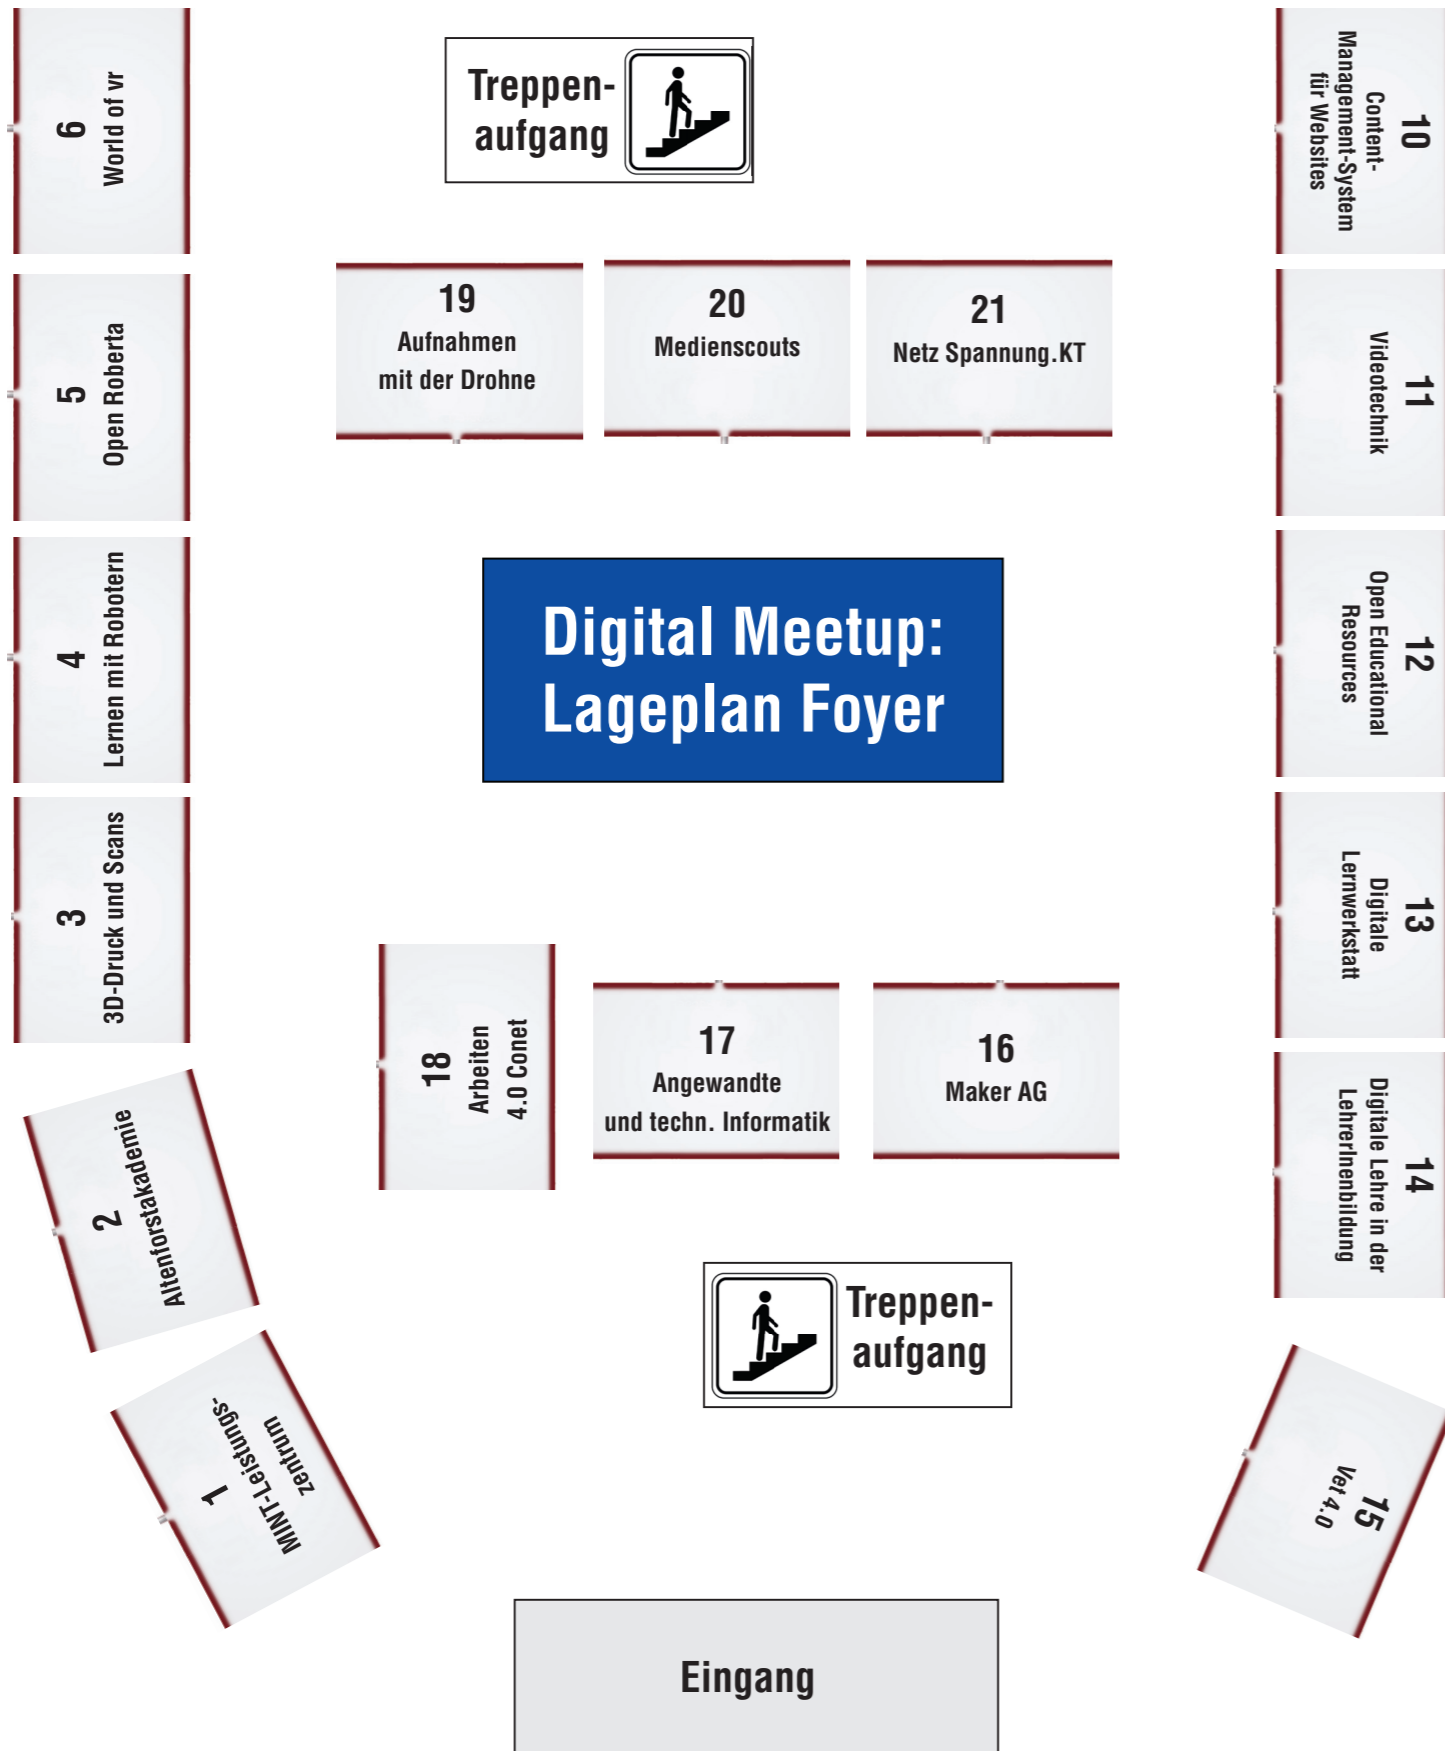 6
World of vr
5
Open Roberta
4
Lernen mit Robotern
3
3D-Druck und Scans
2
Altenforstakademie
1
MINT-Leistungs-
zentrum
Treppen-
aufgang
19
Aufnahmen
mit der Drohne
20
Medienscouts
21
Netz Spannung.KT
Digital Meetup:
Lageplan Foyer
18
Arbeiten
4.0 Conet
17
Angewandte
und techn. Informatik
16
Maker AG
Treppen-
aufgang
Eingang
10
Content-
Management-System
für Websites
11
Videotechnik
12
Open Educational
Resources
13
Digitale
Lernwerkstatt
14
Digitale Lehre in der
LehrerInenbildung
15
Vet 4.0